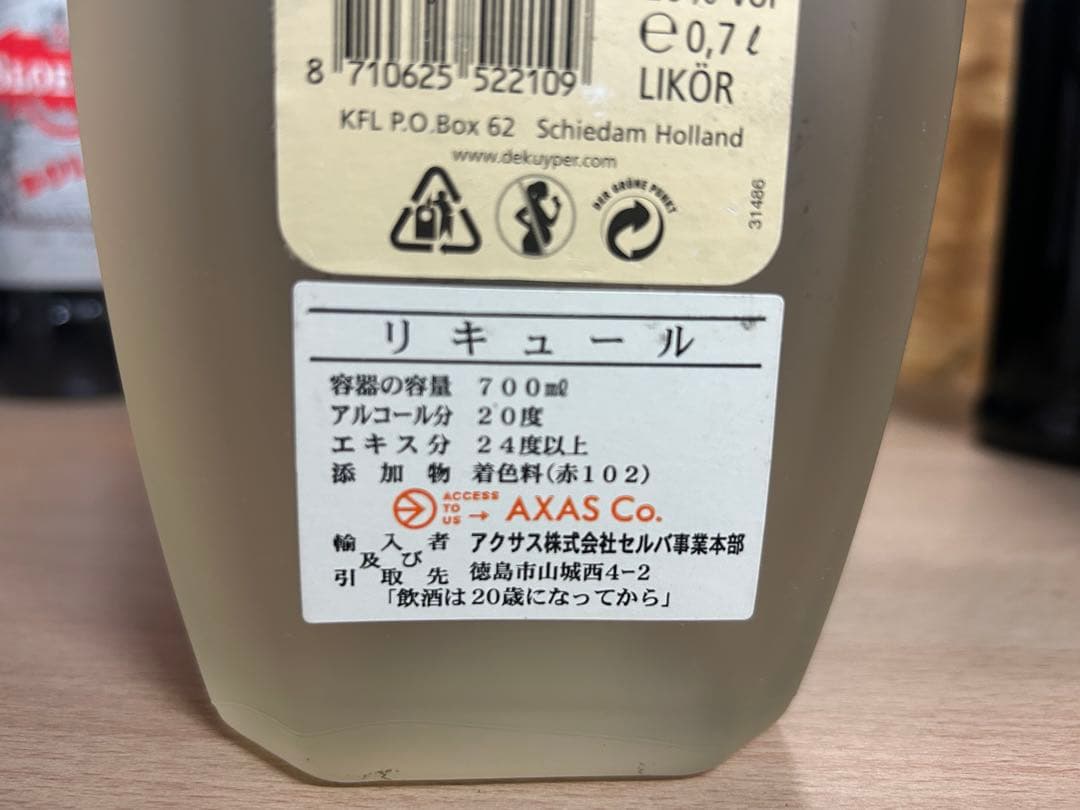 e 0,7 ℓ
8 710625 522109
LIKÖR
KFL P.O.Box 62 Schiedam Holland
www.dekuyper.com
DER GRÜNE PUNKT
31486
リキュール
容器の容量 700㎖
アルコール分 20度
エキス分 24度以上
添加物 着色料(赤102)
ACCESS TO US → AXAS Co.
輸入者 アクサス株式会社セルバ事業本部
及び
引取先 徳島市山城西4-2
「飲酒は20歳になってから」